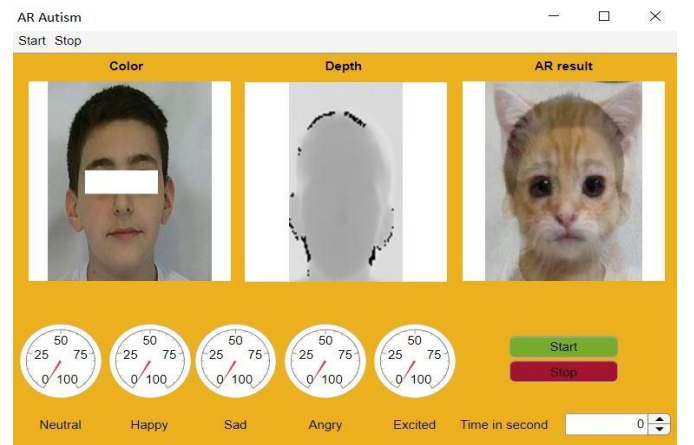 AR Autism
Start Stop
Color Depth AR result
50 50 50 50 50
25 75 25 75 25 75 25 75 25 75
0 100 0 100 0 100 0 100 0 100
Start
Stop
Neutral Happy Sad Angry Excited Time in second 0